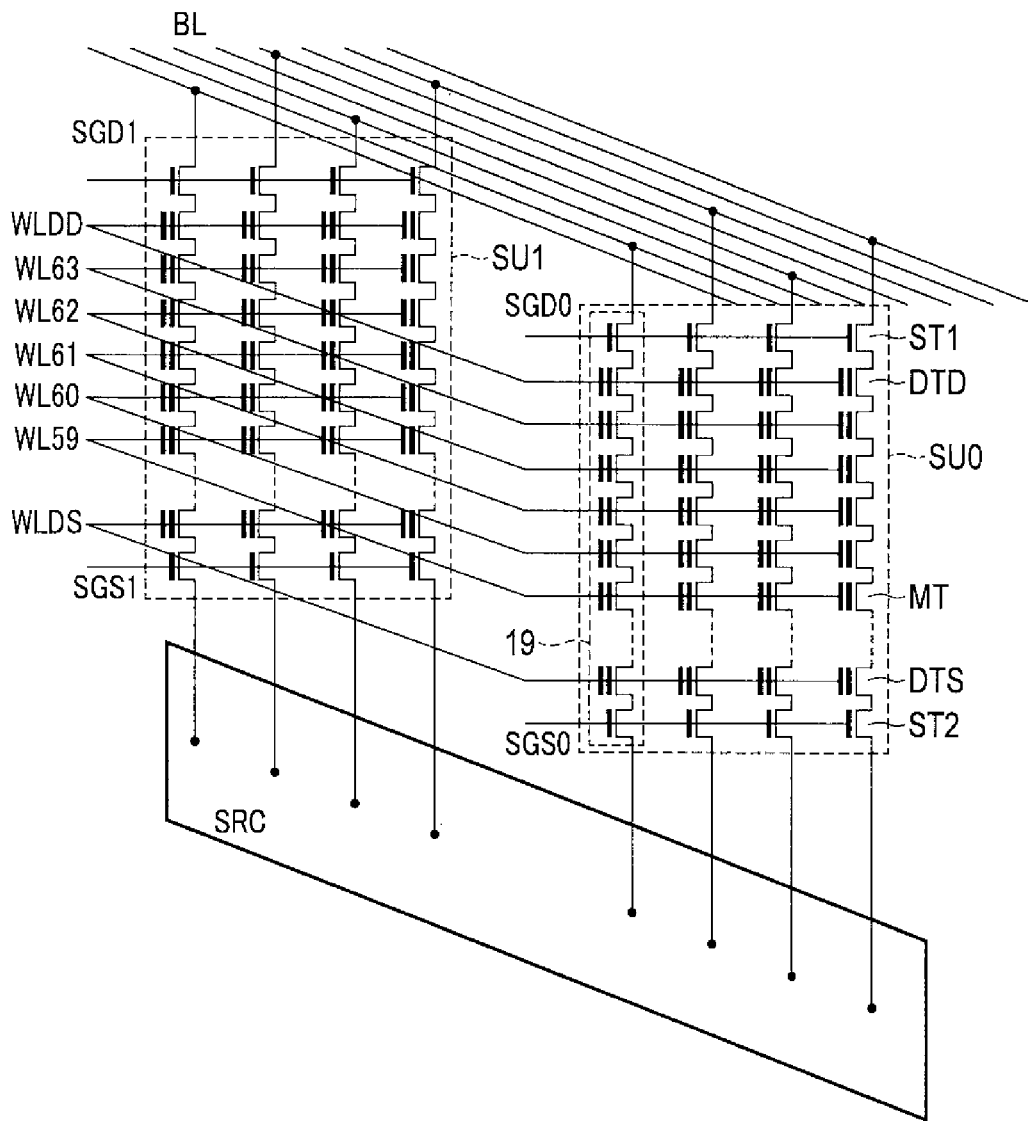 BL
SGD1
WLDD
WL63
WL62
WL61
WL60
WL59
WLDS
SGS1
SU1
SGD0
ST1
DTD
SU0
MT
19
DTS
ST2
SGS0
SRC